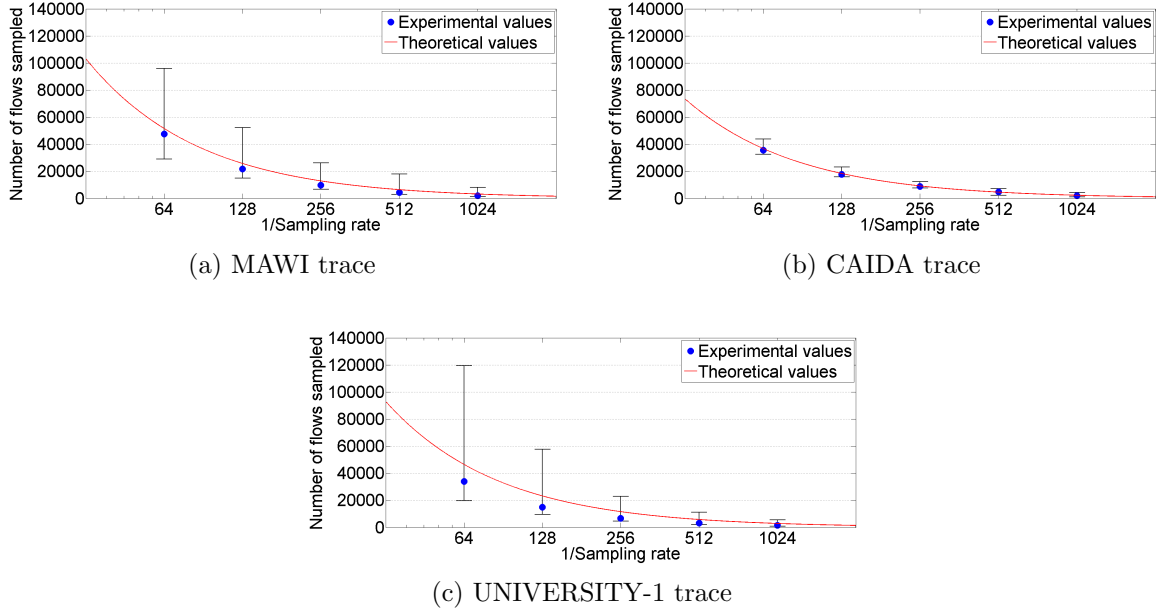 Number of flows sampled
140000
120000
100000
80000
60000
40000
20000
0
Experimental values
Theoretical values
64 128 256 512 1024
1/Sampling rate
(a) MAWI trace
Number of flows sampled
140000
120000
100000
80000
60000
40000
20000
0
Experimental values
Theoretical values
64 128 256 512 1024
1/Sampling rate
(b) CAIDA trace
Number of flows sampled
140000
120000
100000
80000
60000
40000
20000
0
Experimental values
Theoretical values
64 128 256 512 1024
1/Sampling rate
(c) UNIVERSITY-1 trace